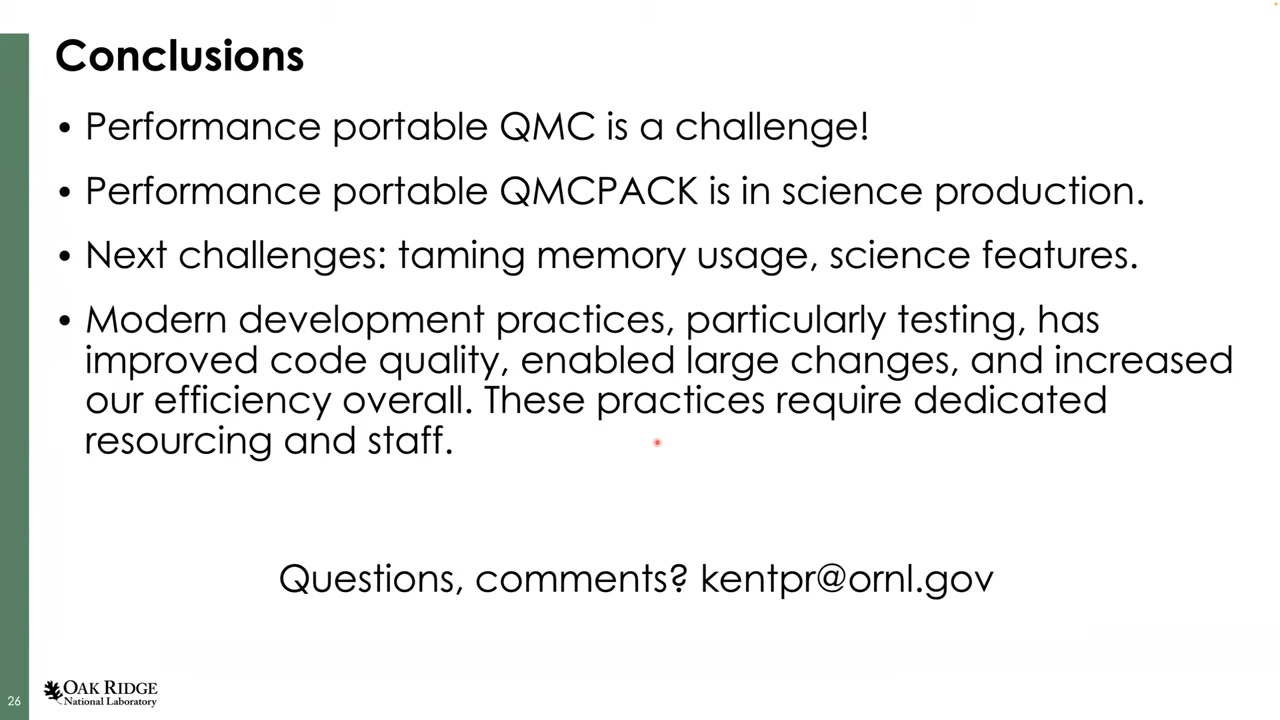 Conclusions
• Performance portable QMC is a challenge!
• Performance portable QMCPACK is in science production.
• Next challenges: taming memory usage, science features.
• Modern development practices, particularly testing, has
improved code quality, enabled large changes, and increased
our efficiency overall. These practices require dedicated
resourcing and staff.
Questions, comments? kentpr@ornl.gov
26
OAK RIDGE
National Laboratory